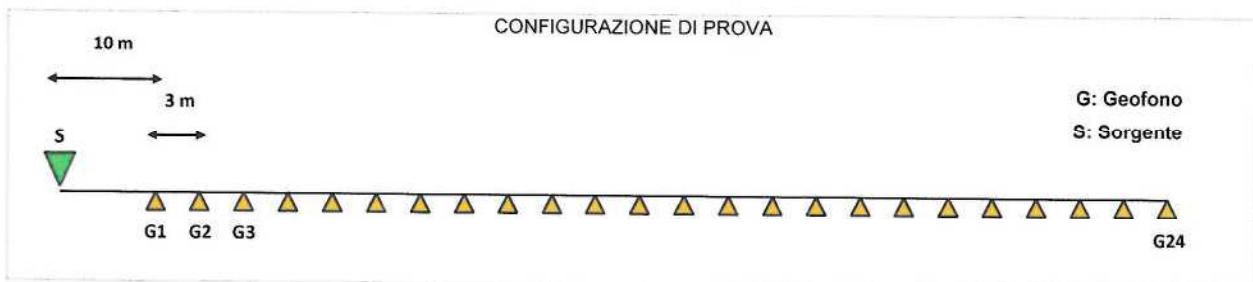 CONFIGURAZIONE DI PROVA
10 m
3 m
G: Geofono
S
S: Sorgente
G1 G2 G3
G24